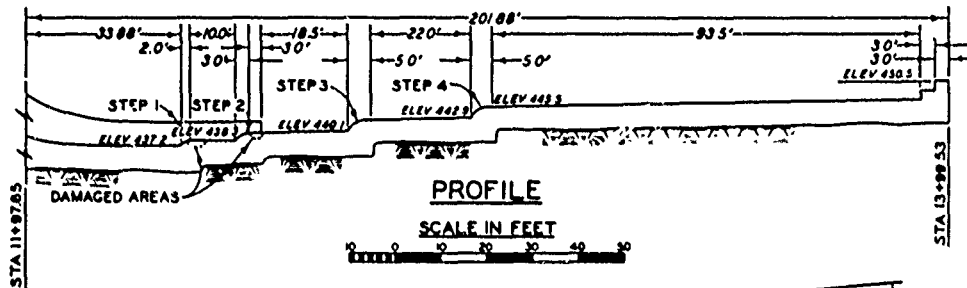 201.88'
33.88' 10.0' 18.5' 22.0' 93.5'
2.0' 3.0' 3.0'
3.0' 5.0' 5.0' 3.0'
ELEV 450.5
STEP 1 STEP 2 STEP 3 STEP 4
ELEV 437.2 ELEV 438.3 ELEV 440.1 ELEV 442.9 ELEV 445.5
DAMAGED AREAS
PROFILE
SCALE IN FEET
10 0 10 20 30 40 50
STA 11+97.65
STA 13+99.53